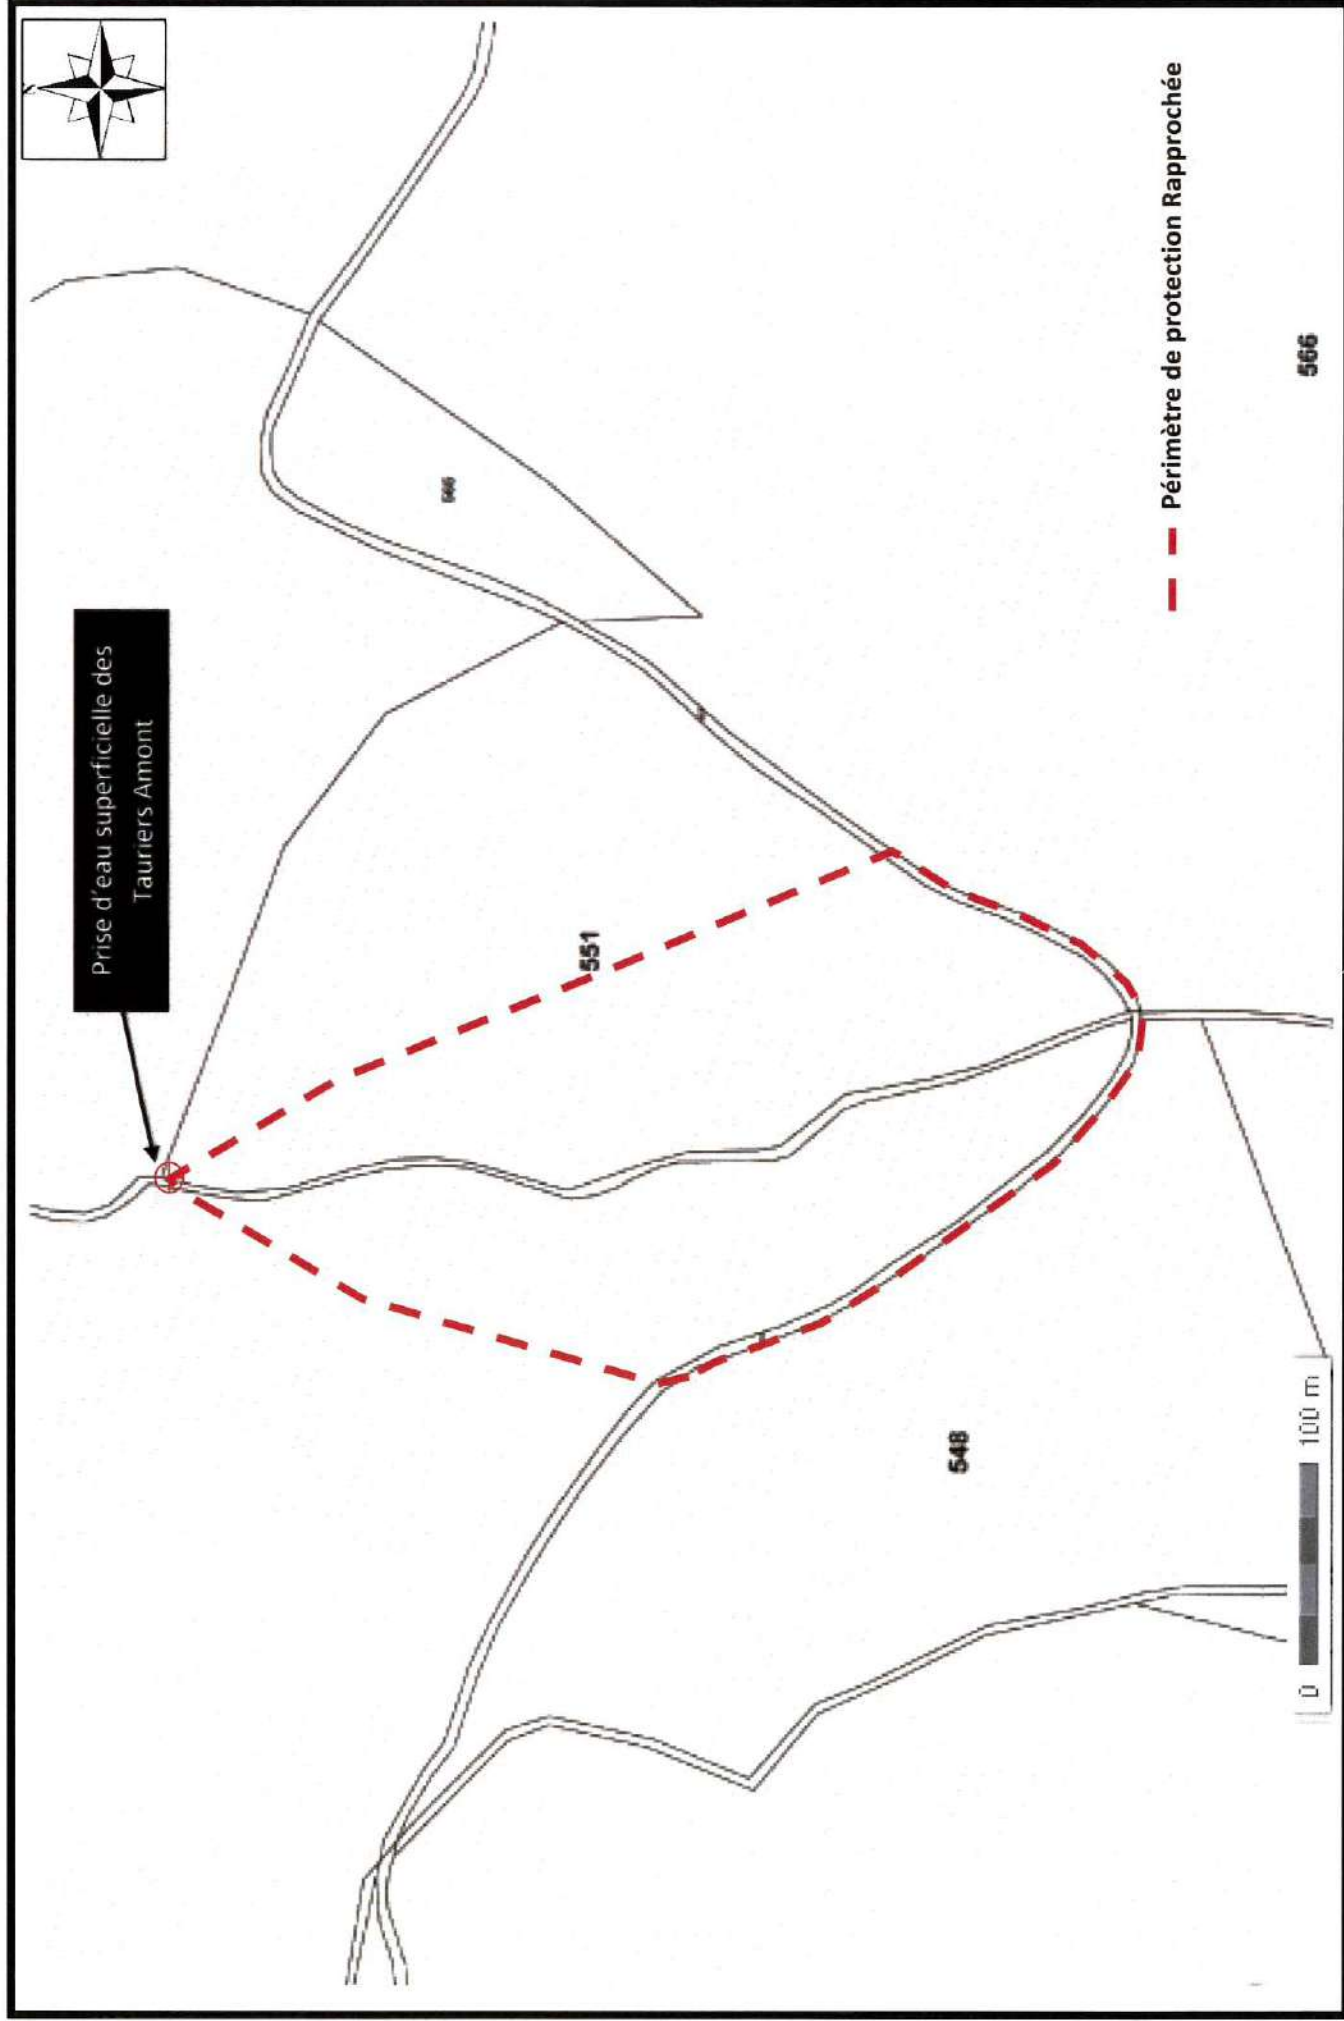 Prise d'eau superficielle des
Tauriers Amont
551
548
566
Périmètre de protection Rapprochée
0 100 m